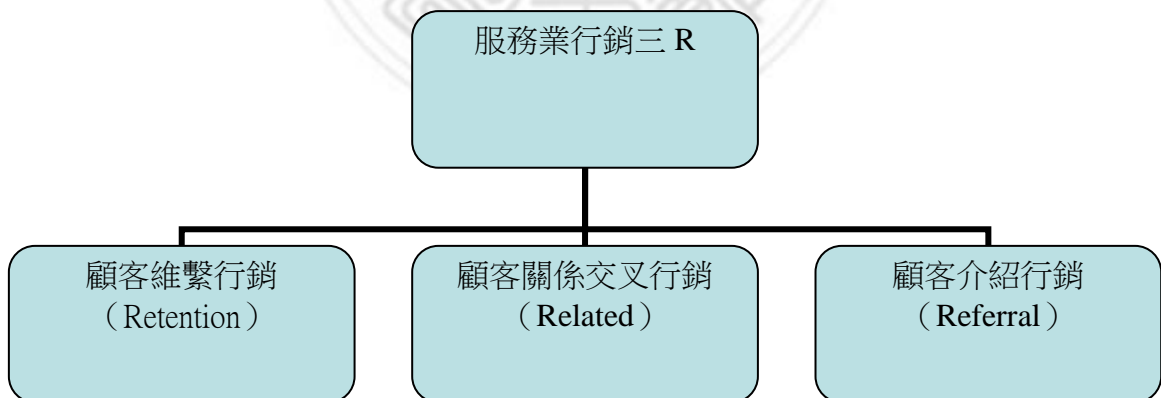 服務業行銷三 R
顧客維繫行銷
（Retention）
顧客關係交叉行銷
（Related）
顧客介紹行銷
（Referral）